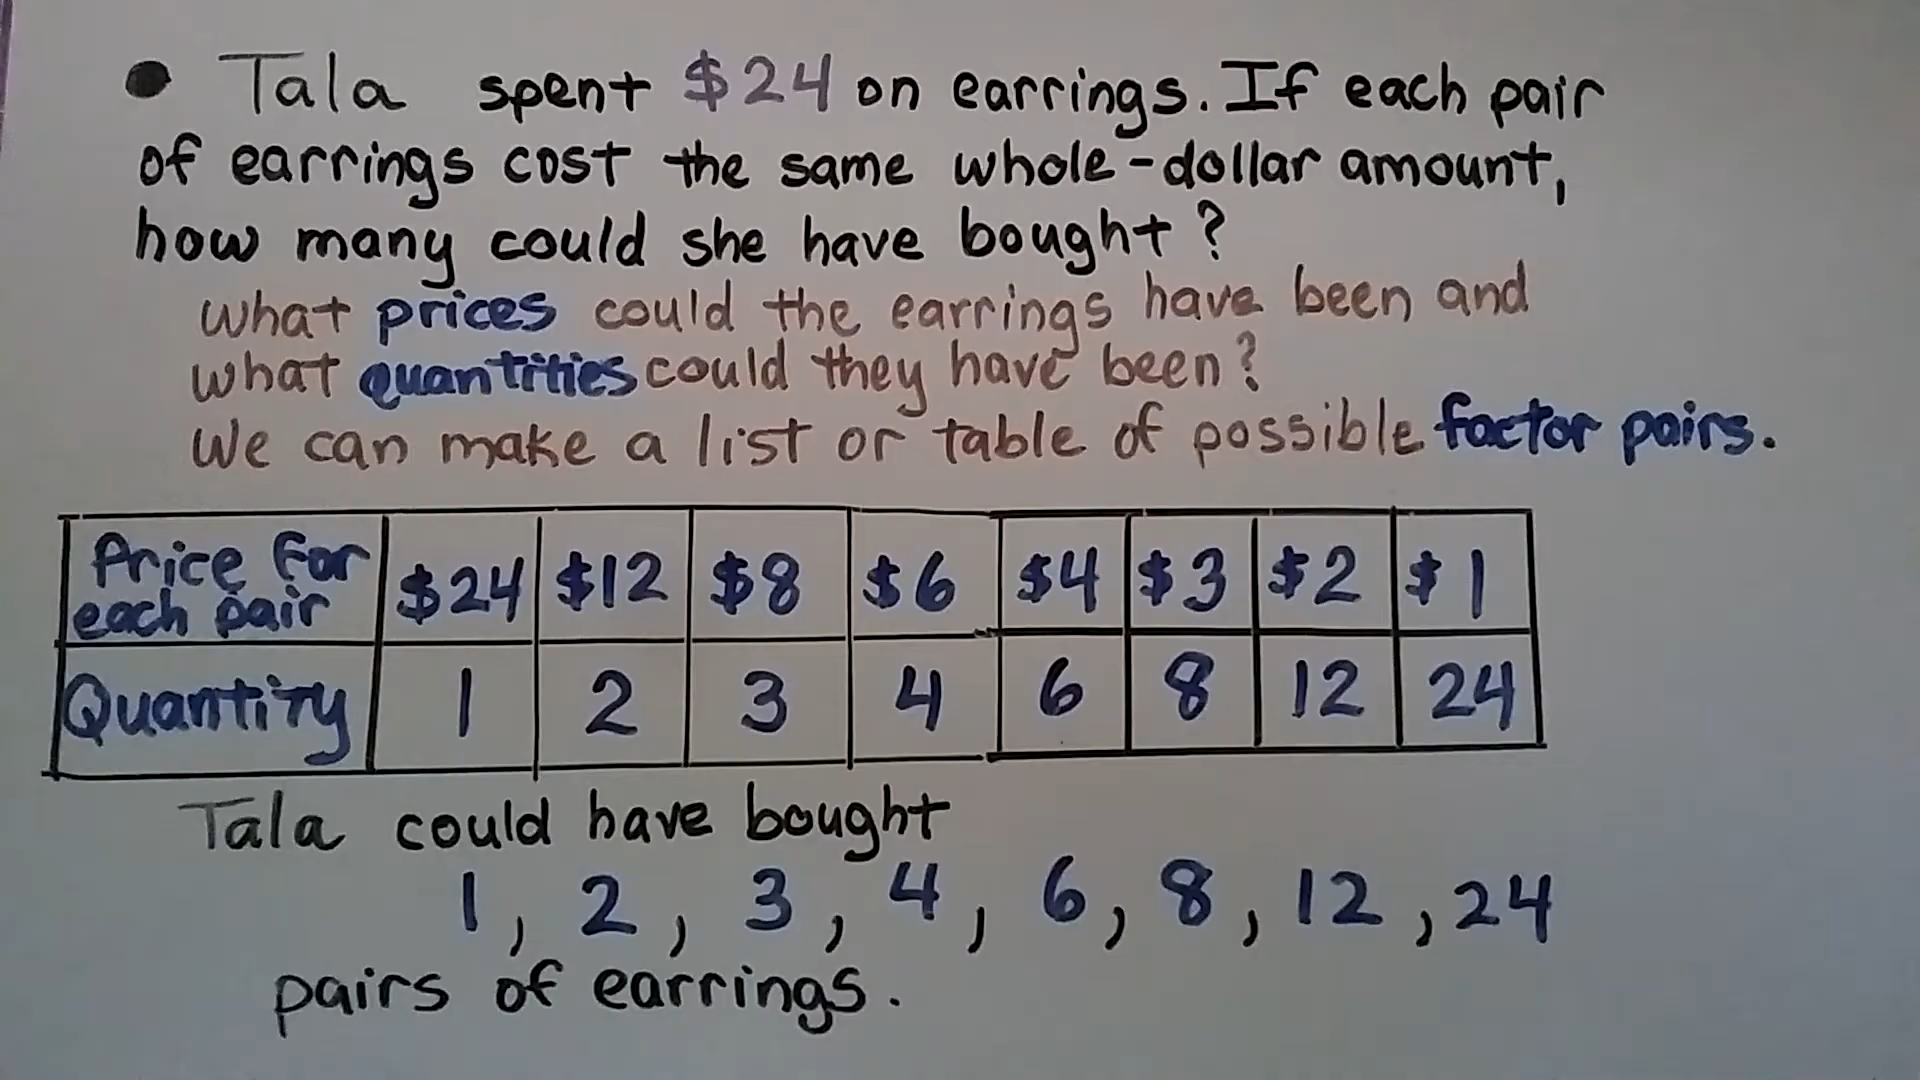 • Tala spent $24 on earrings. If each pair
of earrings cost the same whole-dollar amount,
how many could she have bought?
what prices could the earrings have been and
what quantities could they have been?
We can make a list or table of possible factor pairs.
Price for each pair $24 $12 $8 $6 $4 $3 $2 $1
Quantity 1 2 3 4 6 8 12 24
Tala could have bought
1, 2, 3, 4, 6, 8, 12, 24
pairs of earrings.